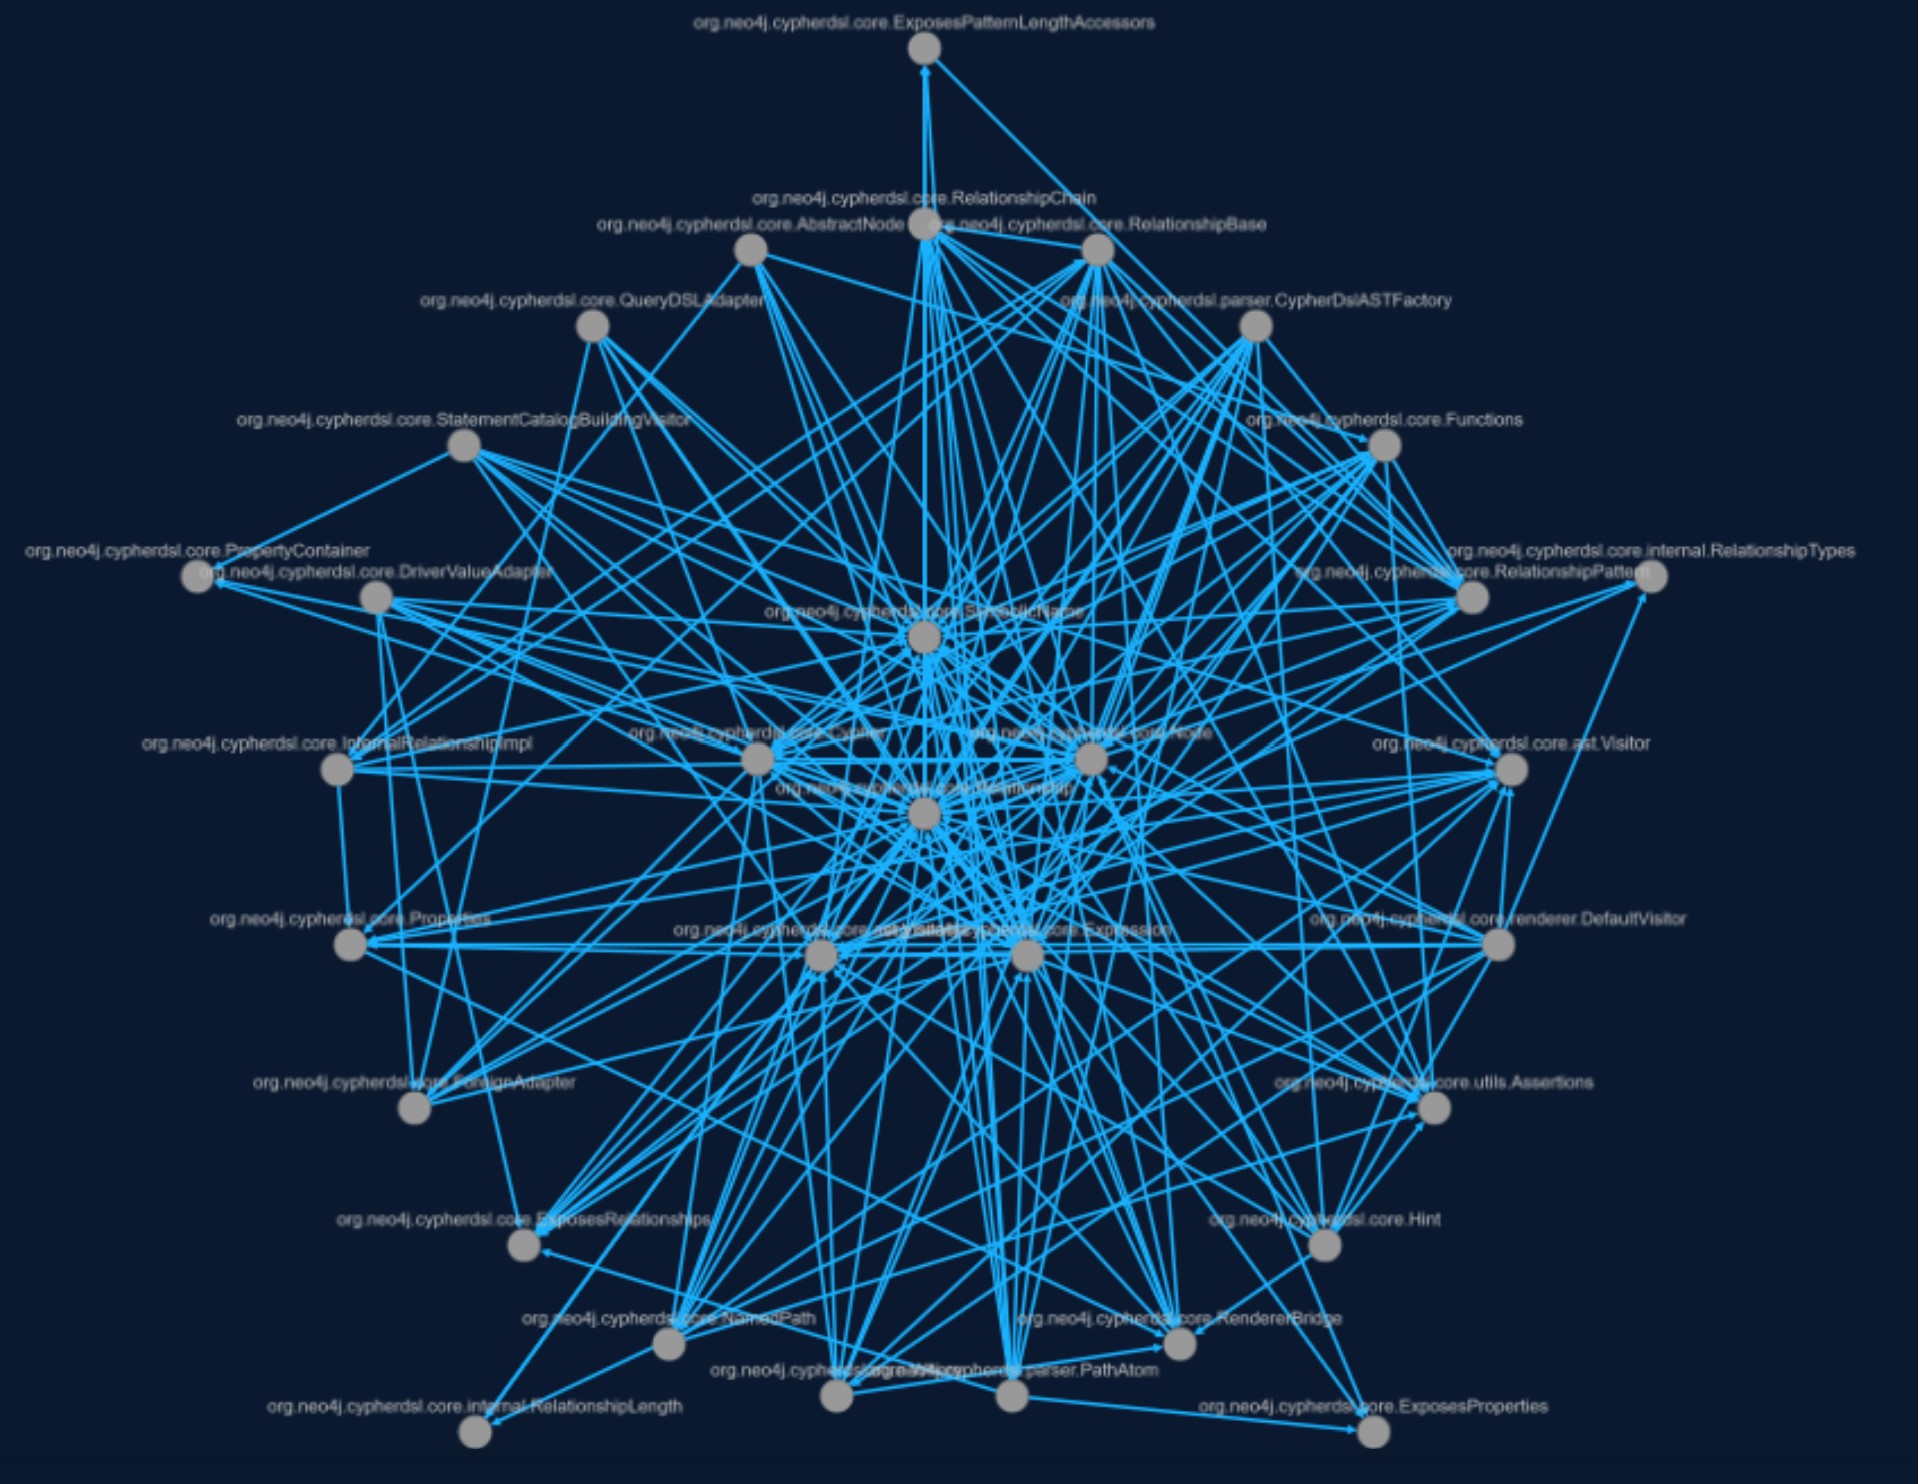 org.neo4j.cypherdsl.core.ExposesPatternLengthAccessors
org.neo4j.cypherdsl.core.RelationshipChain
org.neo4j.cypherdsl.core.AbstractNode
org.neo4j.cypherdsl.core.RelationshipBase
org.neo4j.cypherdsl.core.QueryDSLAdapter
org.neo4j.cypherdsl.parser.CypherDslASTFactory
org.neo4j.cypherdsl.core.StatementCatalogBuildingVisitor
org.neo4j.cypherdsl.core.Functions
org.neo4j.cypherdsl.core.PropertyContainer
org.neo4j.cypherdsl.core.internal.RelationshipTypes
org.neo4j.cypherdsl.core.DriverValueAdapter
org.neo4j.cypherdsl.core.RelationshipPattern
org.neo4j.cypherdsl.core.SymbolicName
org.neo4j.cypherdsl.core.Cypher
org.neo4j.cypherdsl.core.Node
org.neo4j.cypherdsl.core.InternalRelationshipImpl
org.neo4j.cypherdsl.core.ast.Visitor
org.neo4j.cypherdsl.core.Relationship
org.neo4j.cypherdsl.core.Properties
org.neo4j.cypherdsl.core.renderer.DefaultVisitor
org.neo4j.cypherdsl.core.ast.Visitable
org.neo4j.cypherdsl.core.Expression
org.neo4j.cypherdsl.core.ForeignAdapter
org.neo4j.cypherdsl.core.utils.Assertions
org.neo4j.cypherdsl.core.ExposesRelationships
org.neo4j.cypherdsl.core.Hint
org.neo4j.cypherdsl.core.NamedPath
org.neo4j.cypherdsl.core.RendererBridge
org.neo4j.cypherdsl.parser.PathAtom
org.neo4j.cypherdsl.core.internal.RelationshipLength
org.neo4j.cypherdsl.core.ExposesProperties